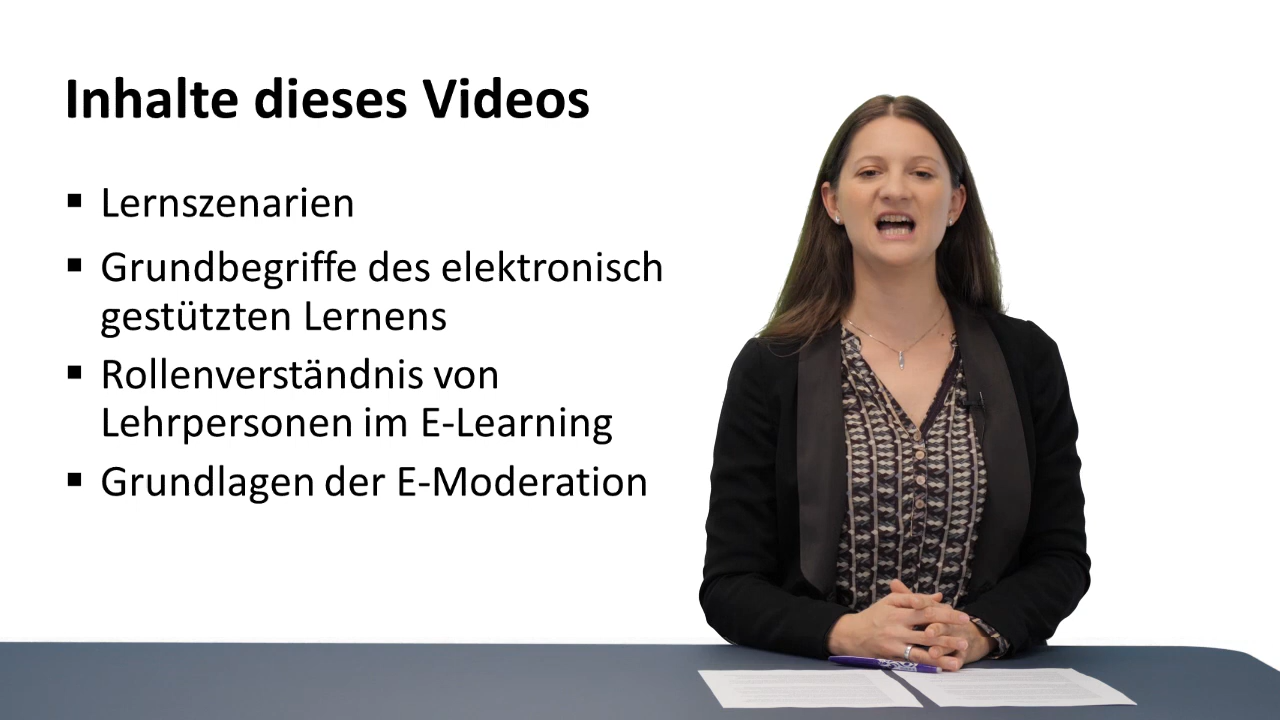 Inhalte dieses Videos
▪ Lernszenarien
▪ Grundbegriffe des elektronisch
gestützten Lernens
▪ Rollenverständnis von
Lehrpersonen im E-Learning
▪ Grundlagen der E-Moderation